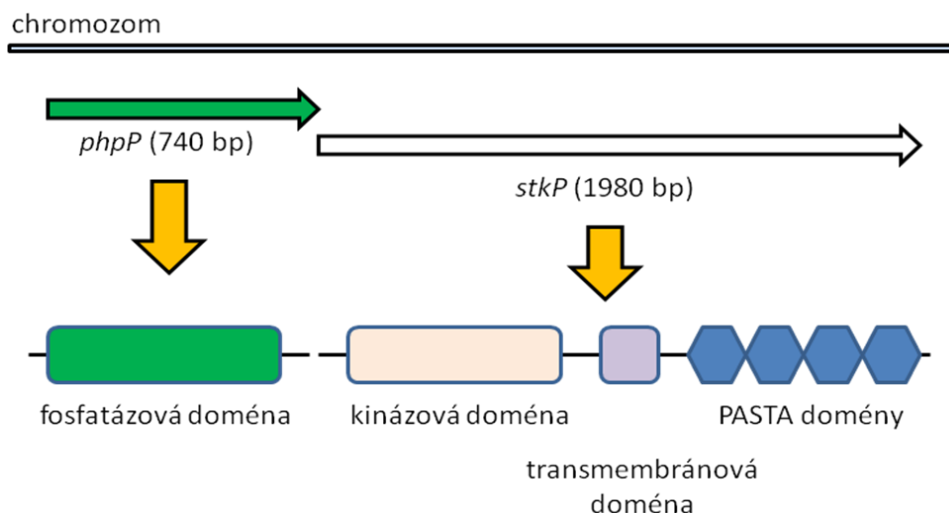 chromozom
phpP (740 bp)
stkP (1980 bp)
fosfatázová doména
kinázová doména
PASTA domény
transmembránová
doména